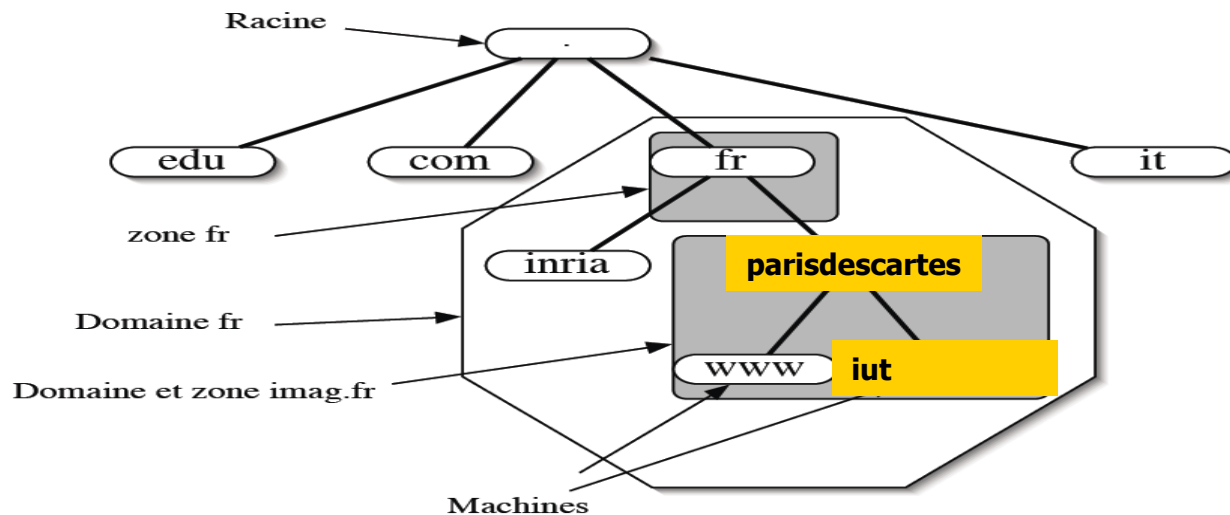 Racine
.
edu
com
fr
it
zone fr
inria
parisdescartes
Domaine fr
www
iut
Domaine et zone imag.fr
Machines